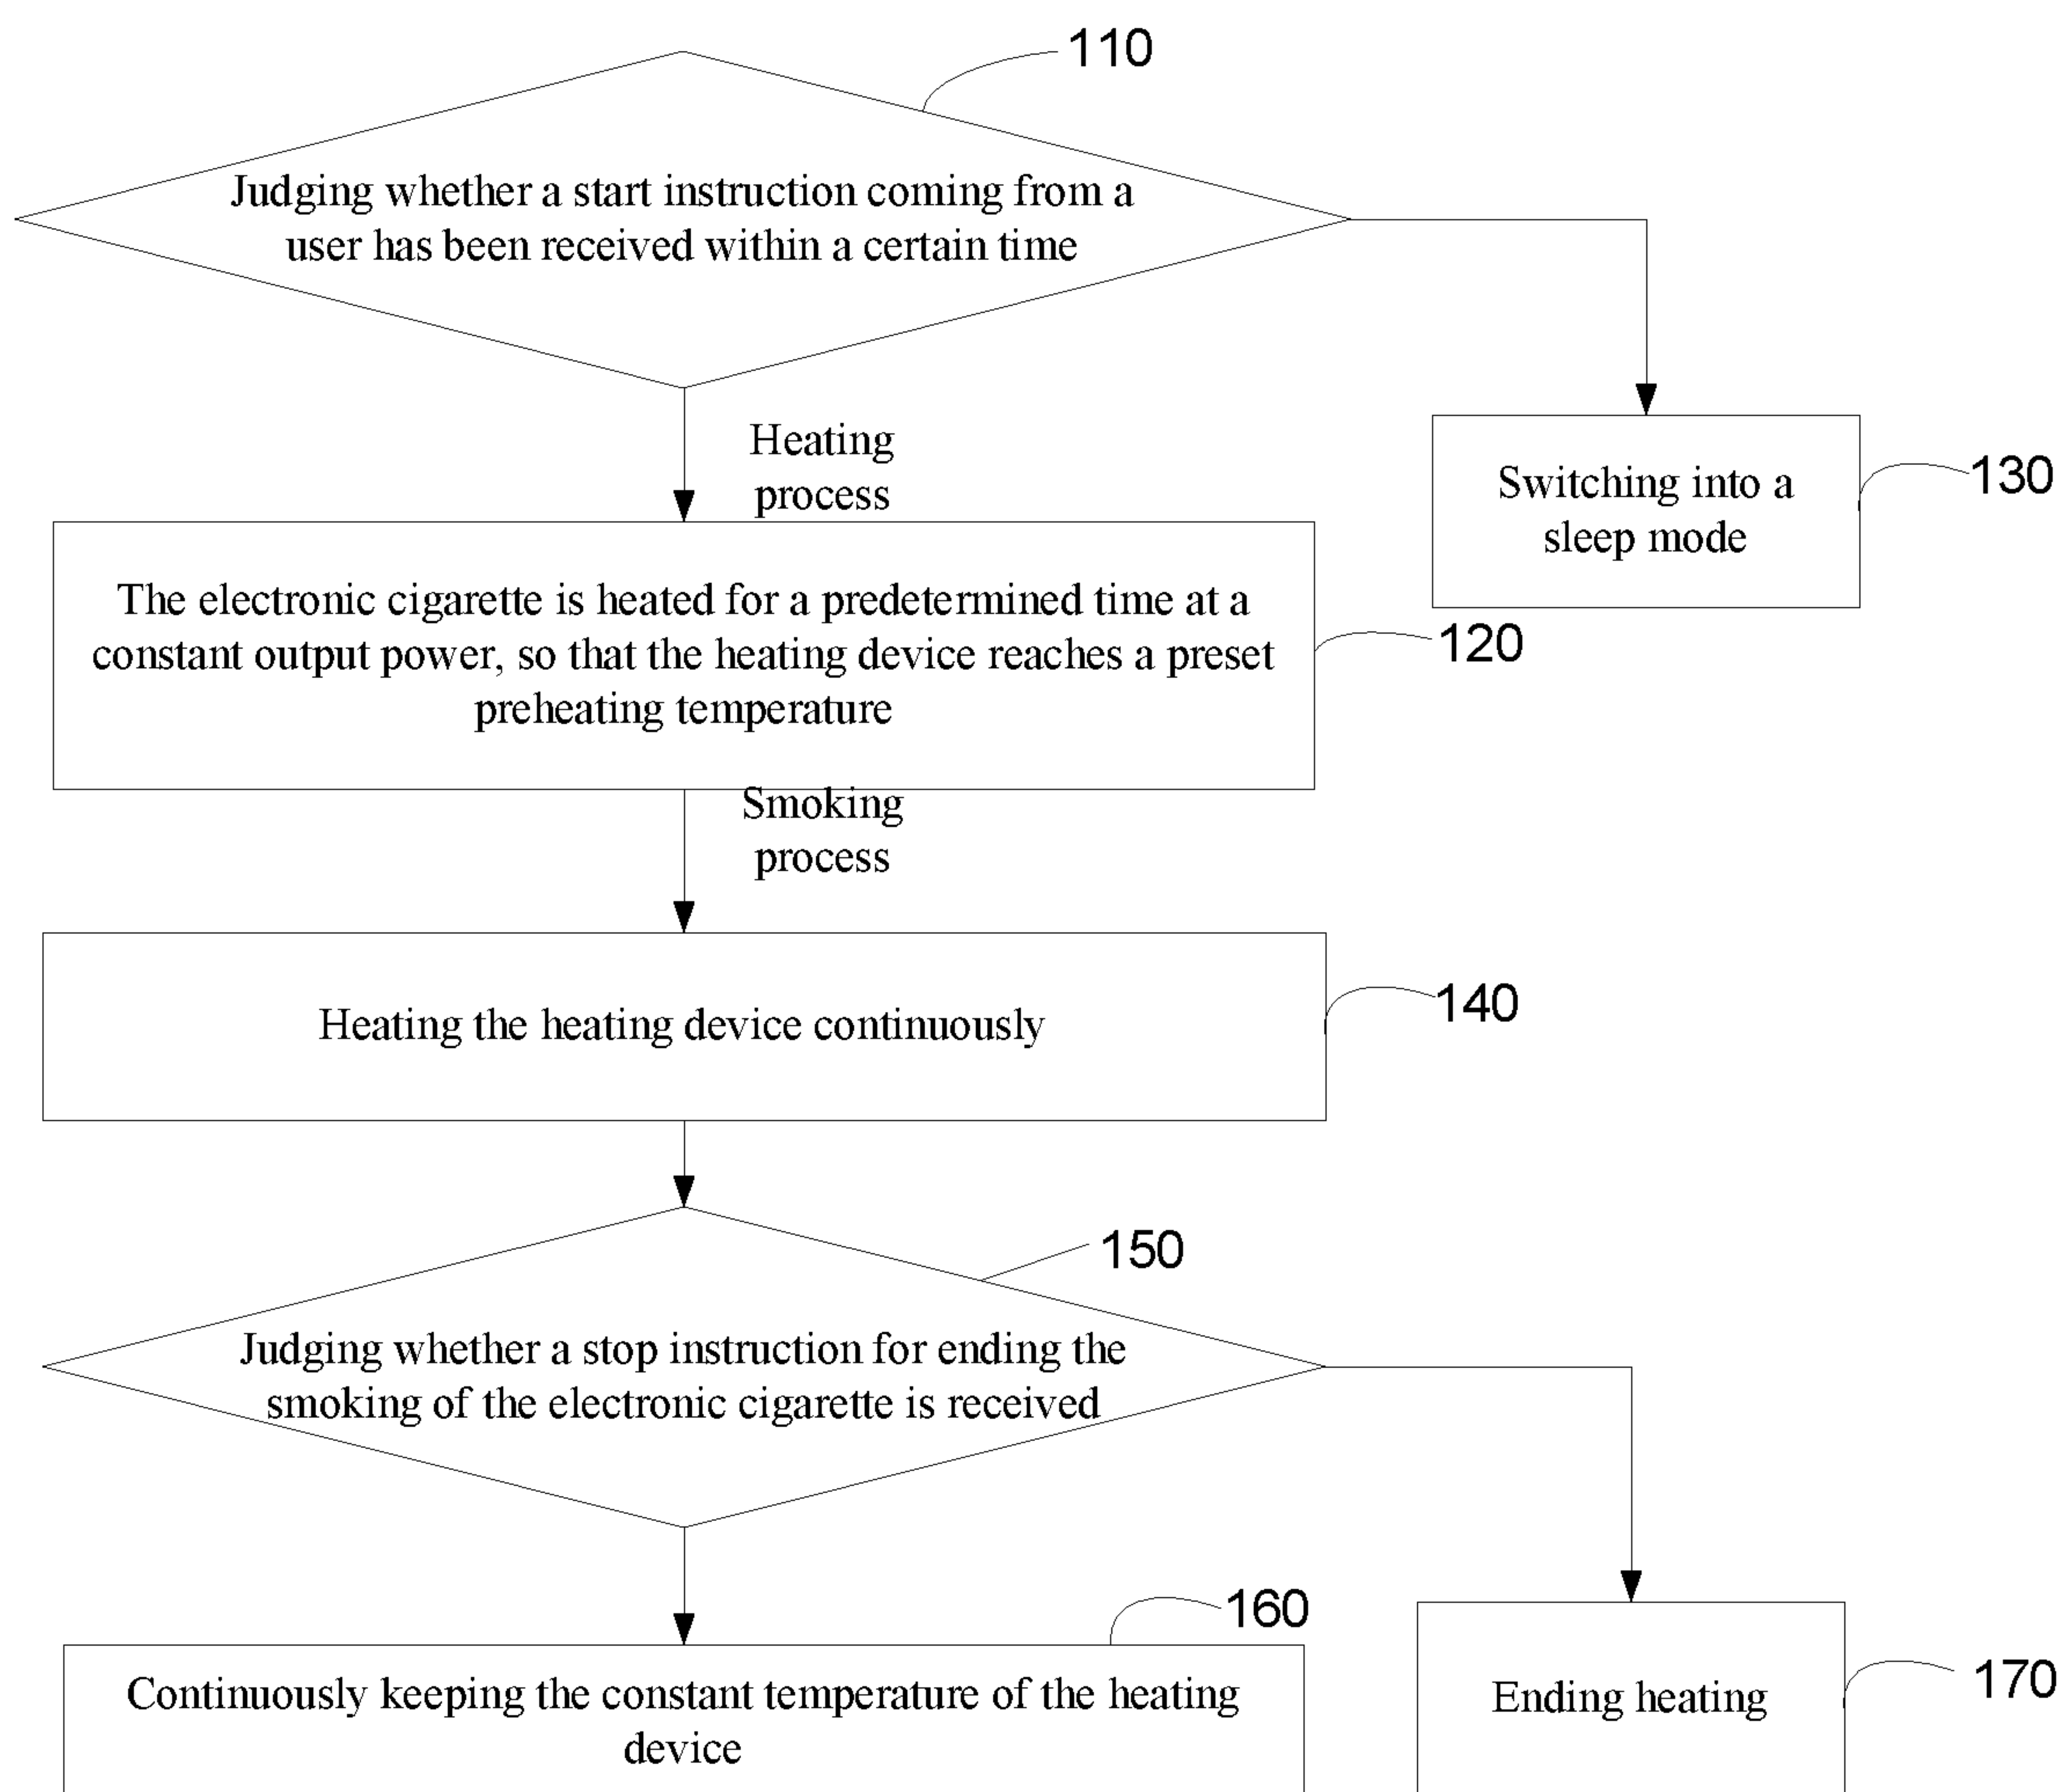 110
Judging whether a start instruction coming from a
user has been received within a certain time
Heating
process
Switching into a
sleep mode
130
The electronic cigarette is heated for a predetermined time at a
constant output power, so that the heating device reaches a preset
preheating temperature
120
Smoking
process
Heating the heating device continuously
140
150
Judging whether a stop instruction for ending the
smoking of the electronic cigarette is received
160
Continuously keeping the constant temperature of the heating
device
Ending heating
170